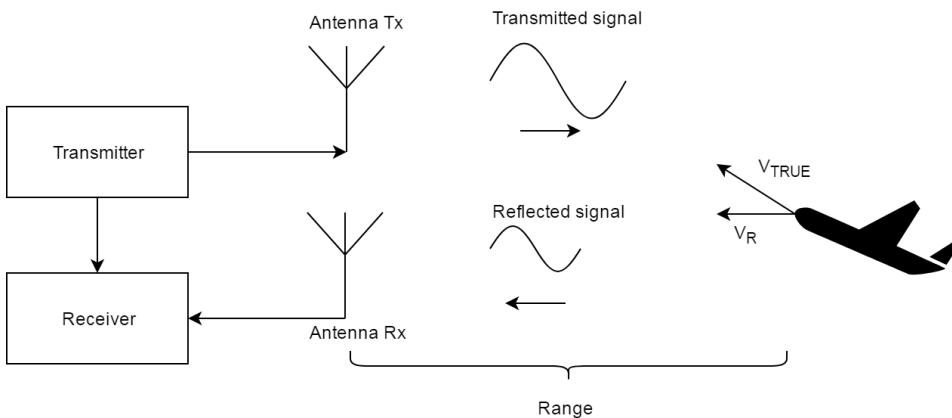 Antenna Tx
Transmitted signal
Transmitter
V_TRUE
V_R
Reflected signal
Receiver
Antenna Rx
Range